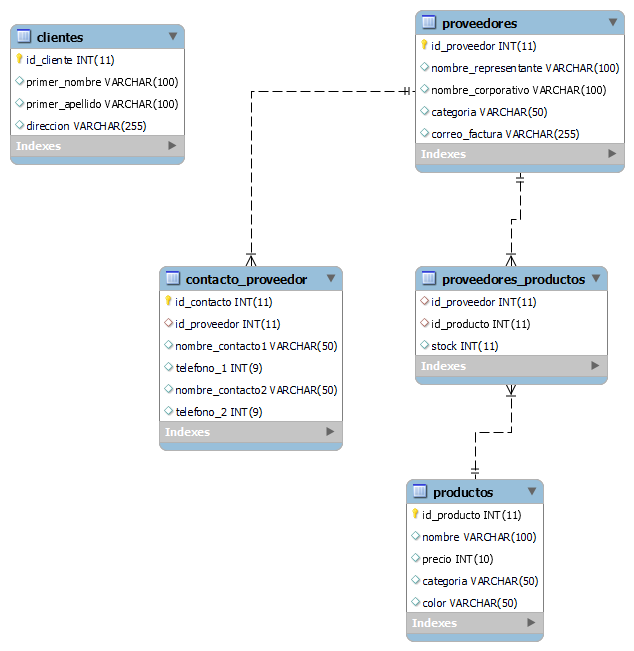 clientes
id_cliente INT(11)
primer_nombre VARCHAR(100)
primer_apellido VARCHAR(100)
direccion VARCHAR(255)
Indexes
proveedores
id_proveedor INT(11)
nombre_representante VARCHAR(100)
nombre_corporativo VARCHAR(100)
categoria VARCHAR(50)
correo_factura VARCHAR(255)
Indexes
contacto_proveedor
id_contacto INT(11)
id_proveedor INT(11)
nombre_contacto1 VARCHAR(50)
telefono_1 INT(9)
nombre_contacto2 VARCHAR(50)
telefono_2 INT(9)
Indexes
proveedores_productos
id_proveedor INT(11)
id_producto INT(11)
stock INT(11)
Indexes
productos
id_producto INT(11)
nombre VARCHAR(100)
precio INT(10)
categoria VARCHAR(50)
color VARCHAR(50)
Indexes